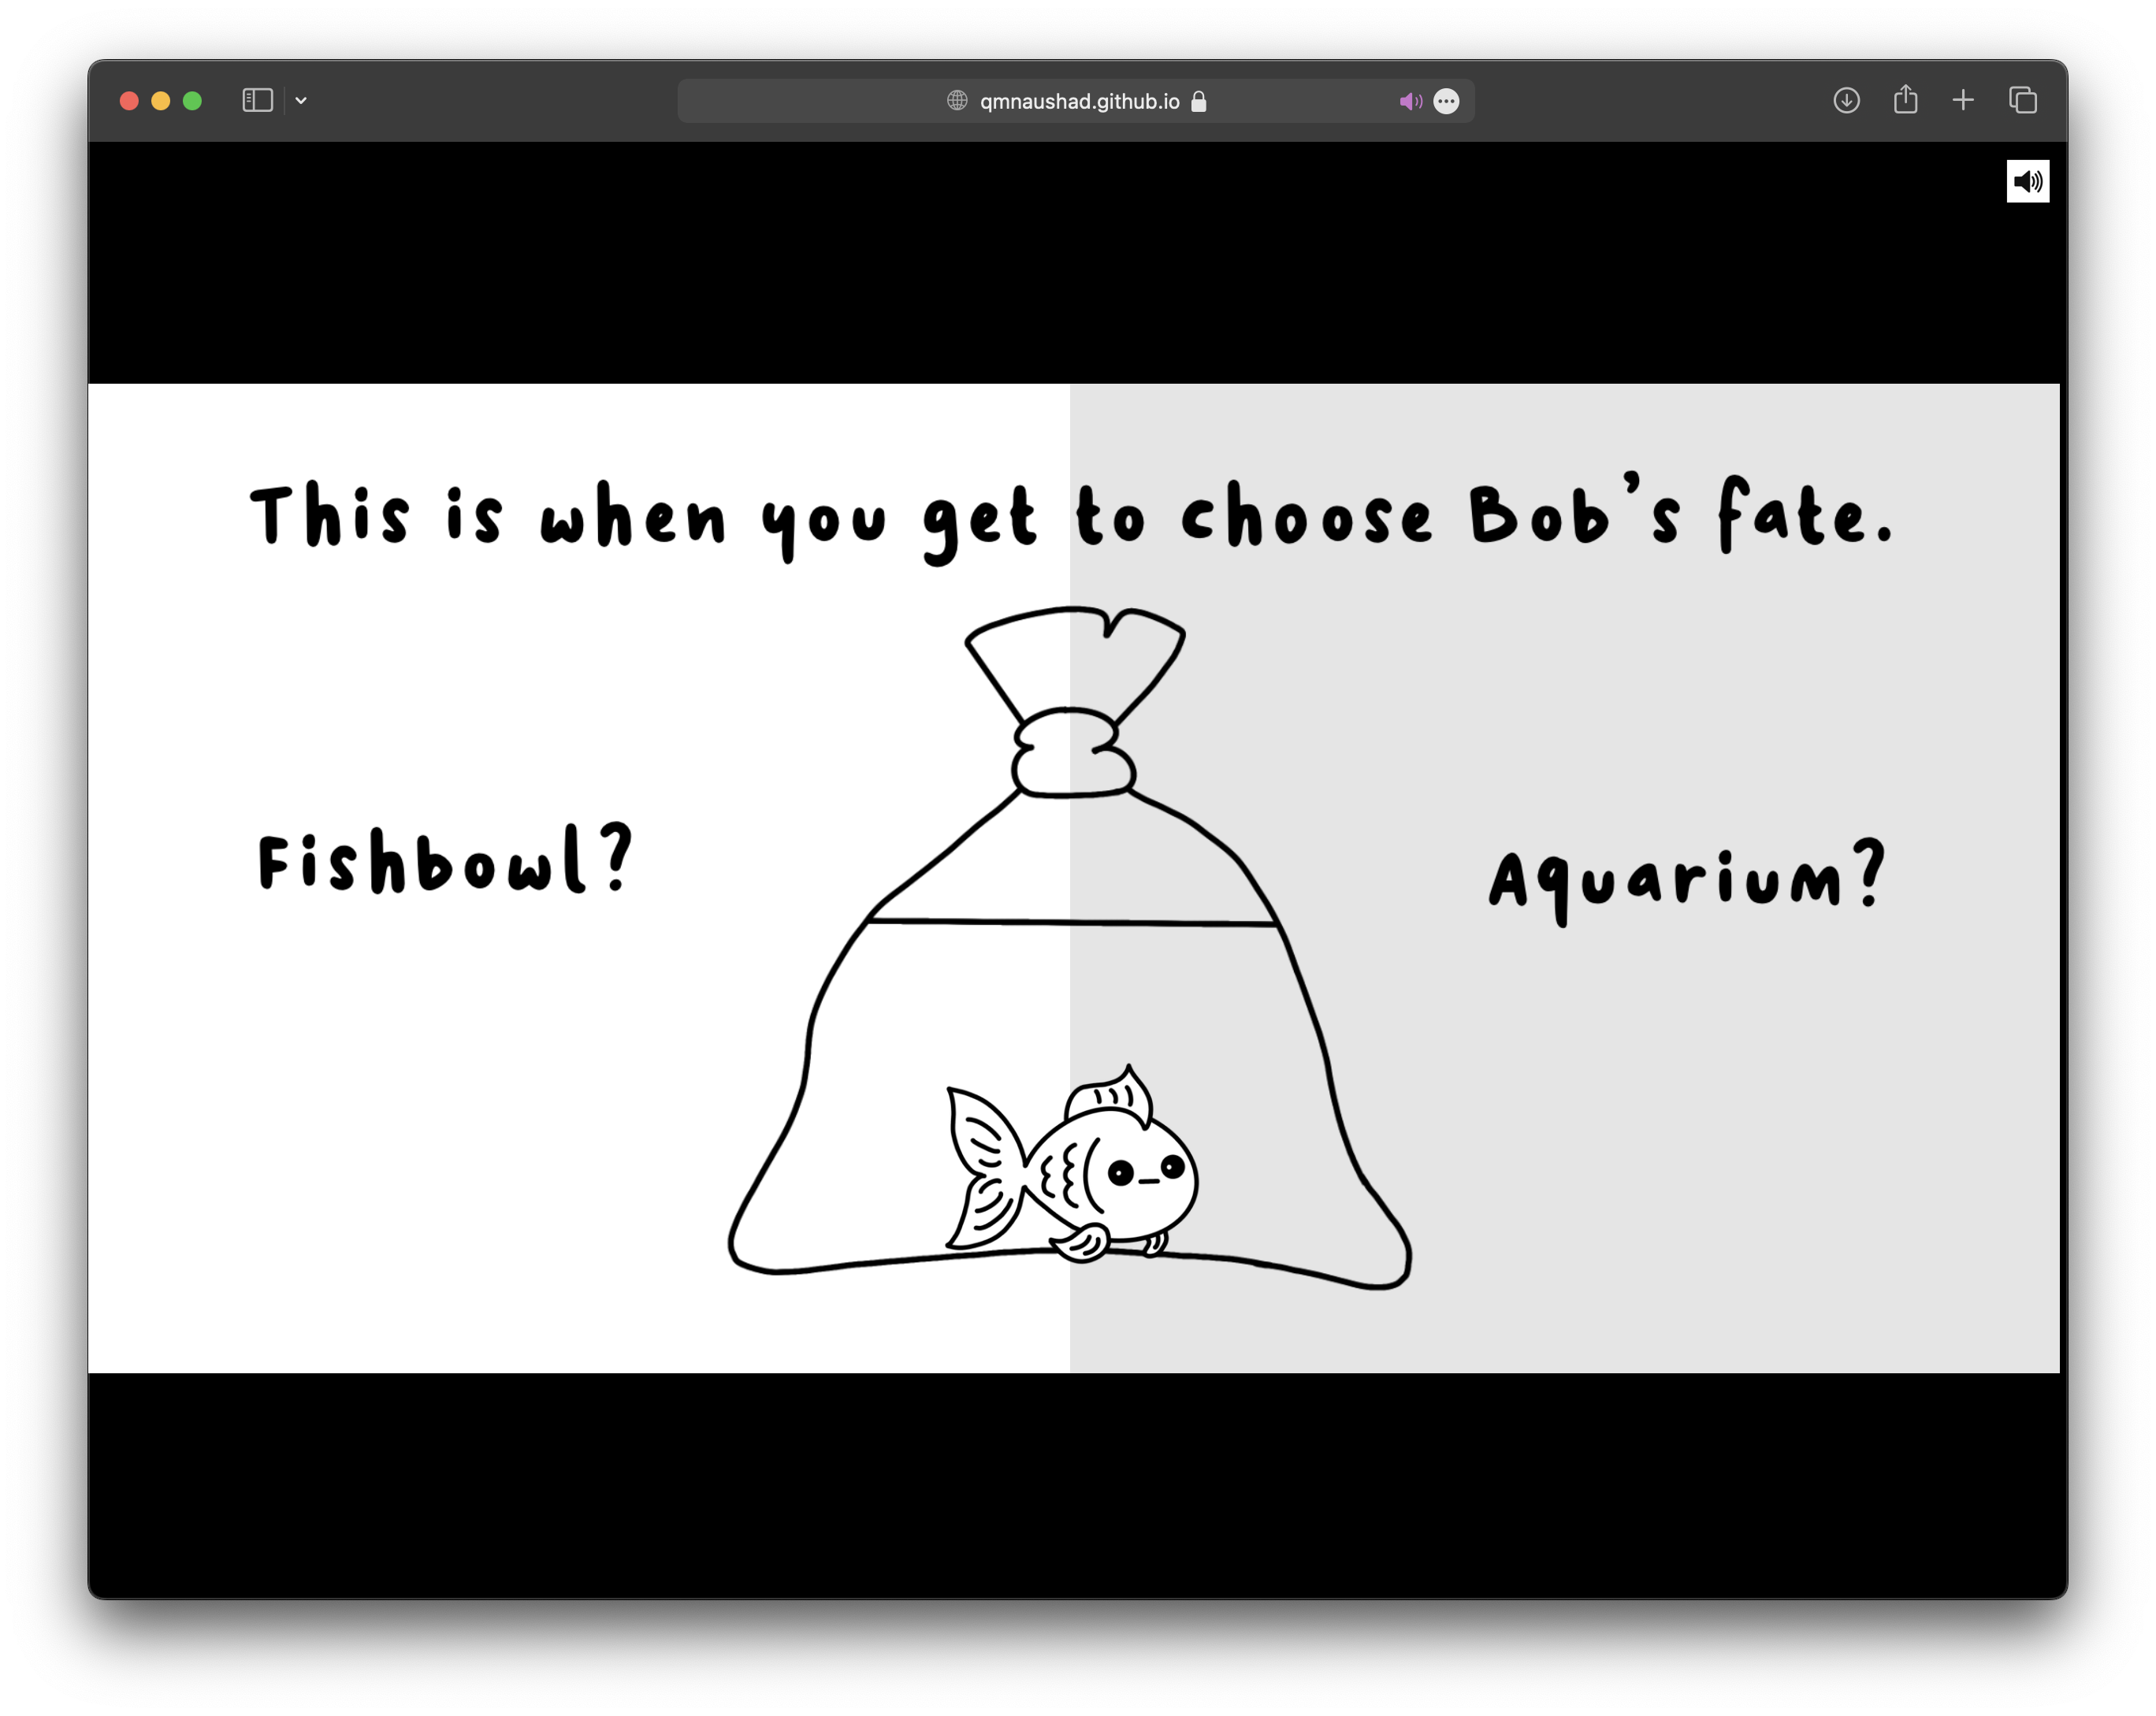 qmnaushad.github.io
This is when you get to choose Bob's fate.
Fishbowl?
Aquarium?